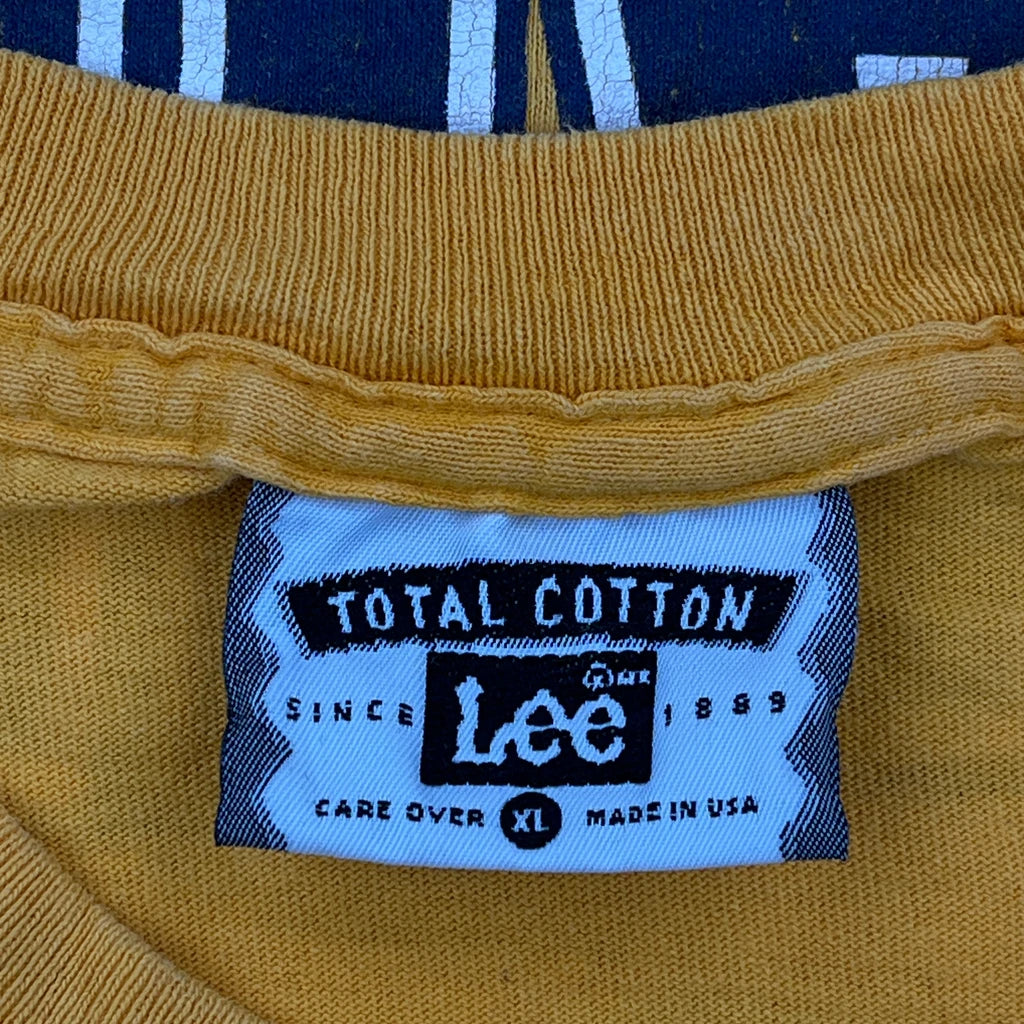 TOTAL COTTON
Lee ®
SINCE 1889
CARE OVER XL MADE IN USA